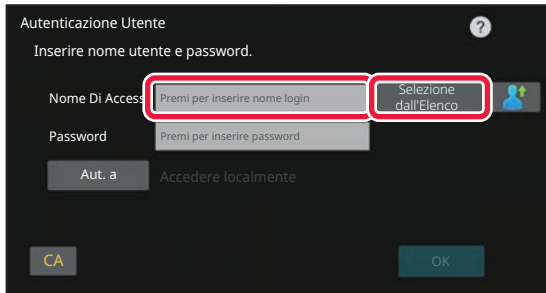 Autenticazione Utente
?
Inserire nome utente e password.
Nome Di Access
Premi per inserire nome login
Selezione
dall'Elenco
Password
Premi per inserire password
Aut. a
Accedere localmente
CA
OK